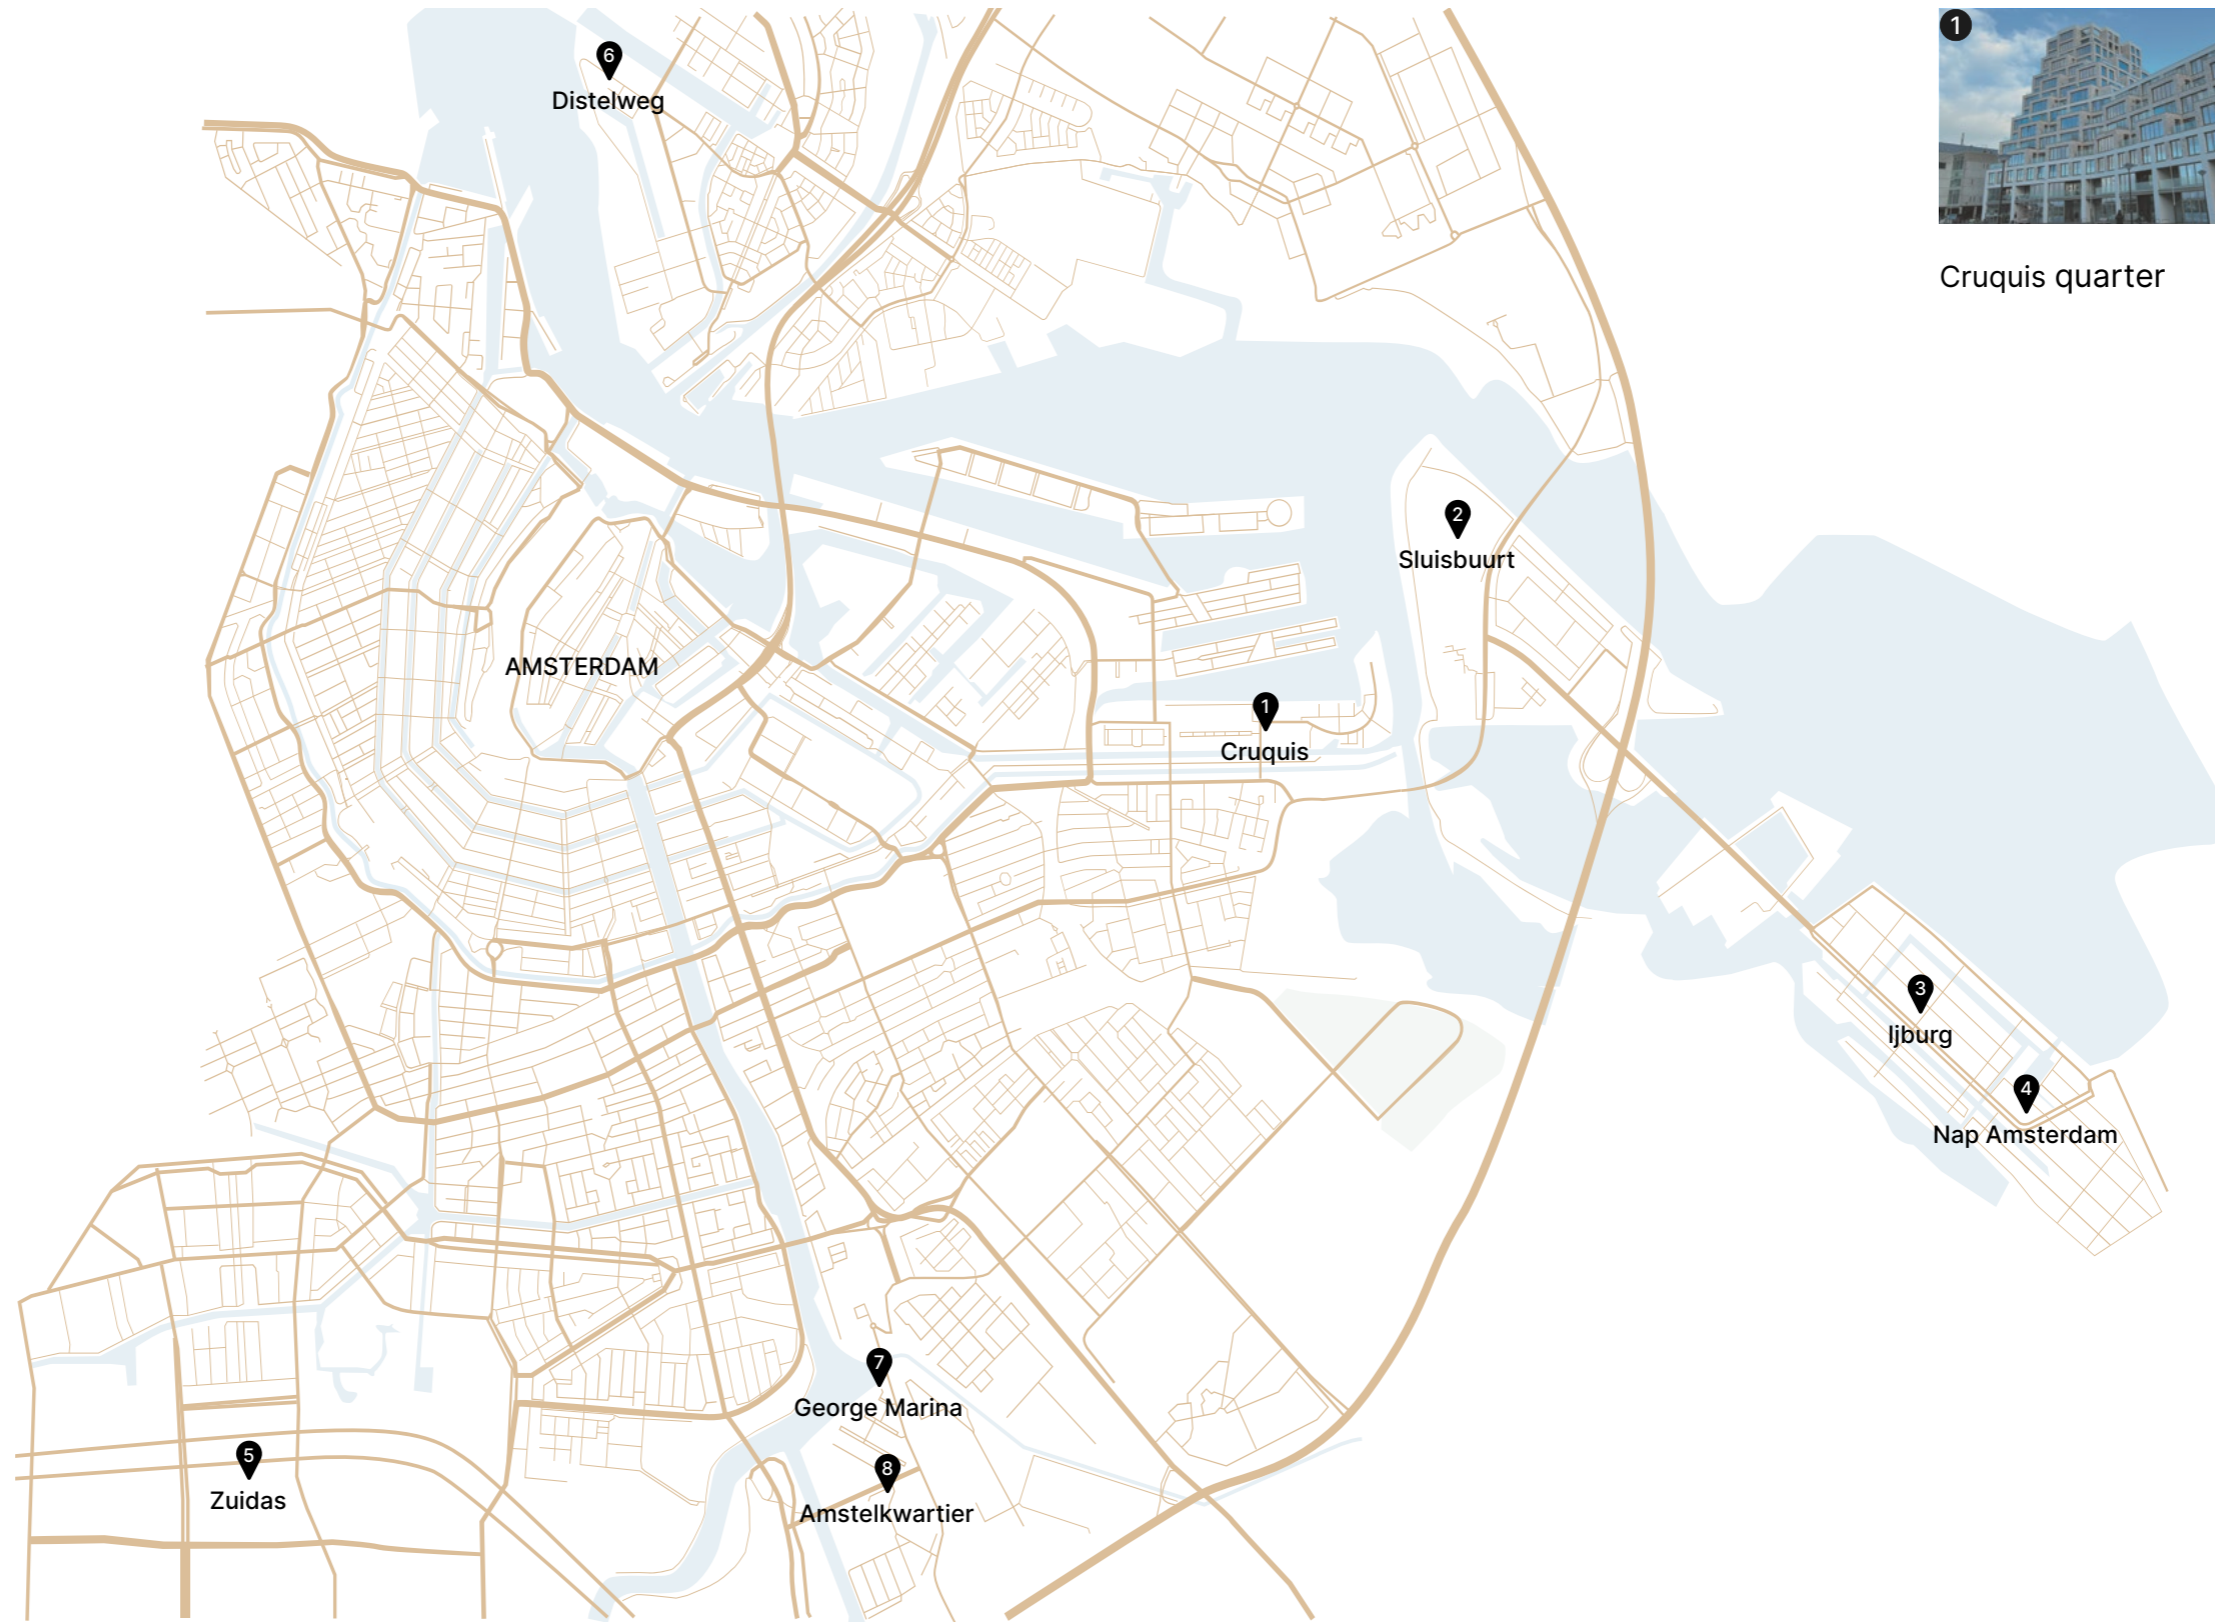 1
Cruquis quarter
6
Distelweg
2
Sluisbuurt
AMSTERDAM
1
Cruquis
3
Ijburg
4
Nap Amsterdam
7
George Marina
5
Zuidas
8
Amstelkwartier